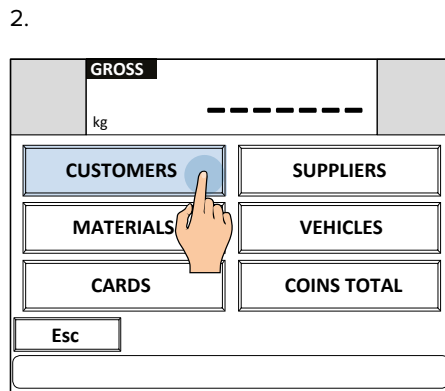 2.
GROSS
kg
------
CUSTOMERS SUPPLIERS
MATERIALS VEHICLES
CARDS COINS TOTAL
Esc